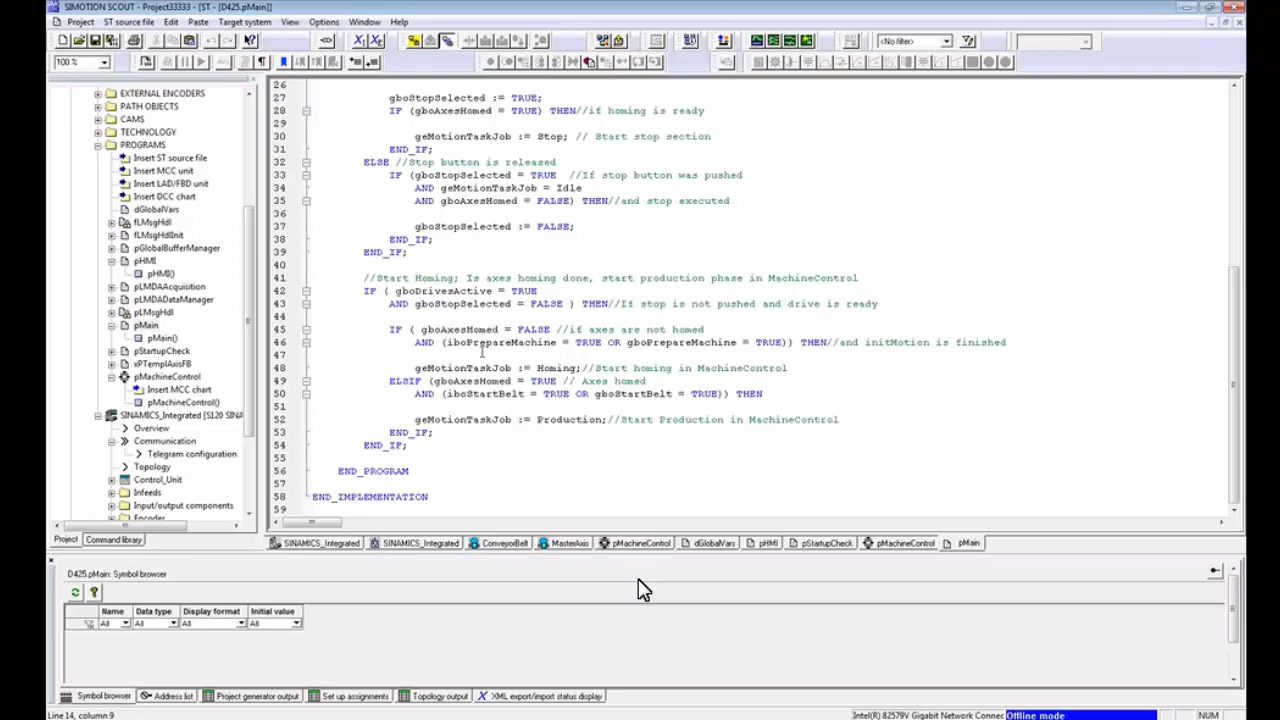 SIMOTION SCOUT - Project33333 - [ST - [D425.pMain]]
Project ST source file Edit Paste Target system View Options Window Help
<No filter>
100 %
EXTERNAL ENCODERS
PATH OBJECTS
CAMS
TECHNOLOGY
PROGRAMS
Insert ST source file
Insert MCC unit
Insert LAD/FBD unit
Insert DCC chart
dGlobalVars
fLMsgHdl
fLMsgHdlInit
pGlobalBufferManager
pHMI
pHMI()
pLMDAAcquisition
pLMDADataManager
pLMsgHdl
pMain
pMain()
pStartupCheck
xPTemplAxisFB
pMachineControl
Insert MCC chart
pMachineControl()
SINAMICS_Integrated [S120 SINA
Overview
Communication
Telegram configuration
Topology
Control_Unit
Infeeds
Input/output components
Encoder
Project Command library
26
27 gboStopSelected := TRUE;
28 IF (gboAxesHomed = TRUE) THEN//if homing is ready
29
30 geMotionTaskJob := Stop; // Start stop section
31 END_IF;
32 ELSE //Stop button is released
33 IF (gboStopSelected = TRUE //If stop button was pushed
34 AND geMotionTaskJob = Idle
35 AND gboAxesHomed = FALSE) THEN//and stop executed
36
37 gboStopSelected := FALSE;
38 END_IF;
39 END_IF;
40
41 //Start Homing; Is axes homing done, start production phase in MachineControl
42 IF ( gboDrivesActive = TRUE
43 AND gboStopSelected = FALSE ) THEN//If stop is not pushed and drive is ready
44
45 IF ( gboAxesHomed = FALSE //if axes are not homed
46 AND (iboPrepareMachine = TRUE OR gboPrepareMachine = TRUE)) THEN//and initMotion is finished
47
48 geMotionTaskJob := Homing;//Start homing in MachineControl
49 ELSIF (gboAxesHomed = TRUE // Axes homed
50 AND (iboStartBelt = TRUE OR gboStartBelt = TRUE)) THEN
51
52 geMotionTaskJob := Production;//Start Production in MachineControl
53 END_IF;
54 END_IF;
55
56 END_PROGRAM
57
58 END_IMPLEMENTATION
59
SINAMICS_Integrated SINAMICS_Integrated ConveyorBelt MasterAxis pMachineControl dGlobalVars pHMI pStartupCheck pMachineControl pMain
D425.pMain: Symbol browser
Name Data type Display format Initial value
All All All All
Symbol browser Address list Project generator output Set up assignments Topology output XML export/import status display
Line 14, column 9 Intel(R) 82579V Gigabit Network Connec Offline mode NUM